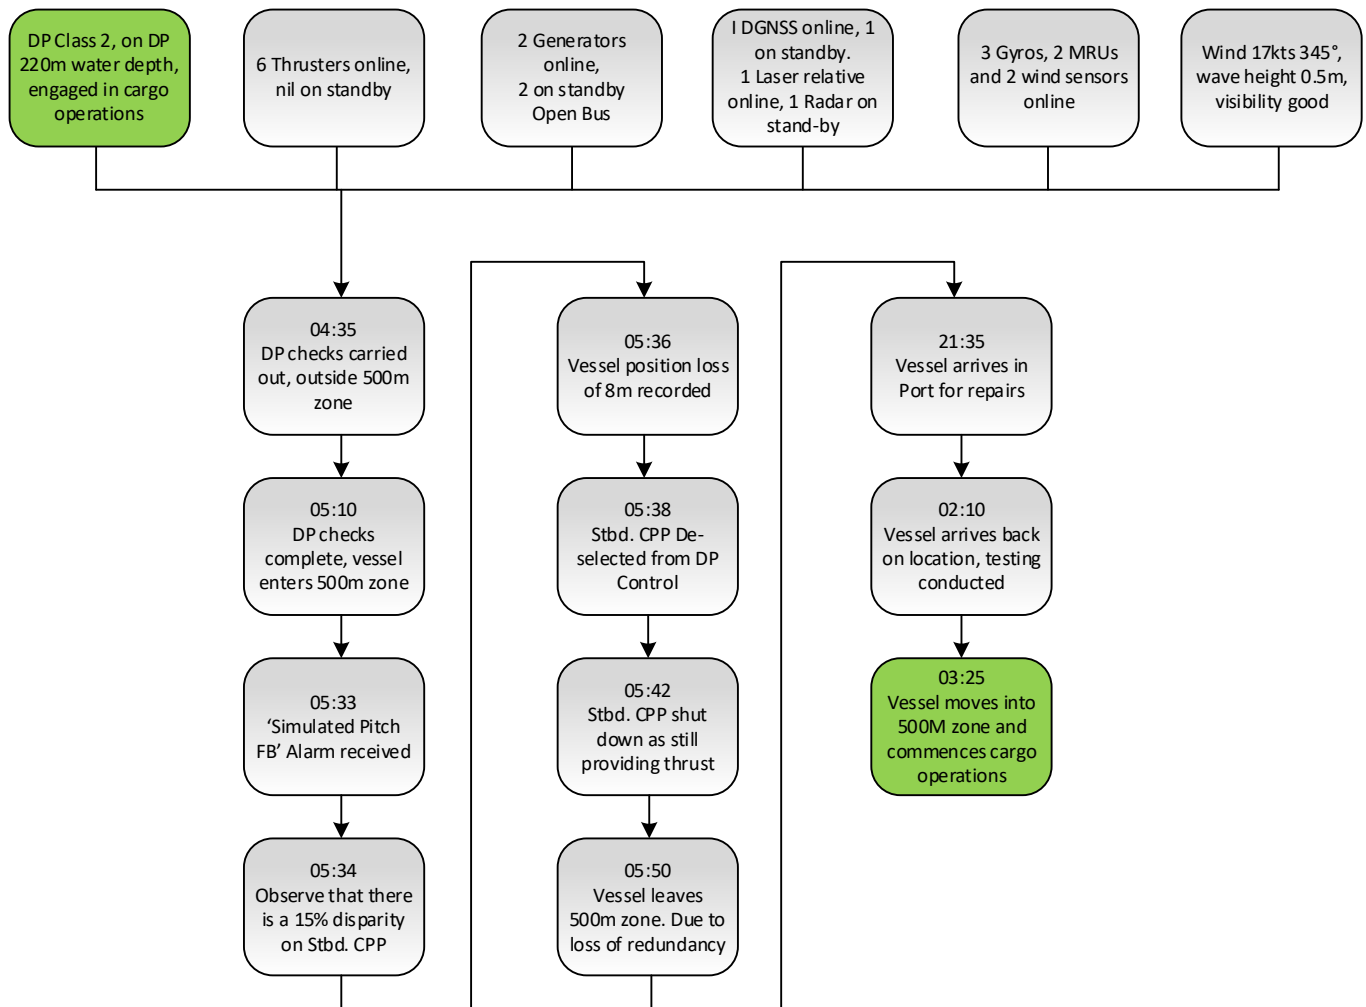 DP Class 2, on DP
220m water depth,
engaged in cargo
operations
6 Thrusters online,
nil on standby
2 Generators
online,
2 on standby
Open Bus
I DGNSS online, 1
on standby.
1 Laser relative
online, 1 Radar on
stand-by
3 Gyros, 2 MRUs
and 2 wind sensors
online
Wind 17kts 345°,
wave height 0.5m,
visibility good
04:35
DP checks carried
out, outside 500m
zone
05:10
DP checks
complete, vessel
enters 500m zone
05:33
‘Simulated Pitch
FB’ Alarm received
05:34
Observe that there
is a 15% disparity
on Stbd. CPP
05:36
Vessel position loss
of 8m recorded
05:38
Stbd. CPP De-
selected from DP
Control
05:42
Stbd. CPP shut
down as still
providing thrust
05:50
Vessel leaves
500m zone. Due to
loss of redundancy
21:35
Vessel arrives in
Port for repairs
02:10
Vessel arrives back
on location, testing
conducted
03:25
Vessel moves into
500M zone and
commences cargo
operations